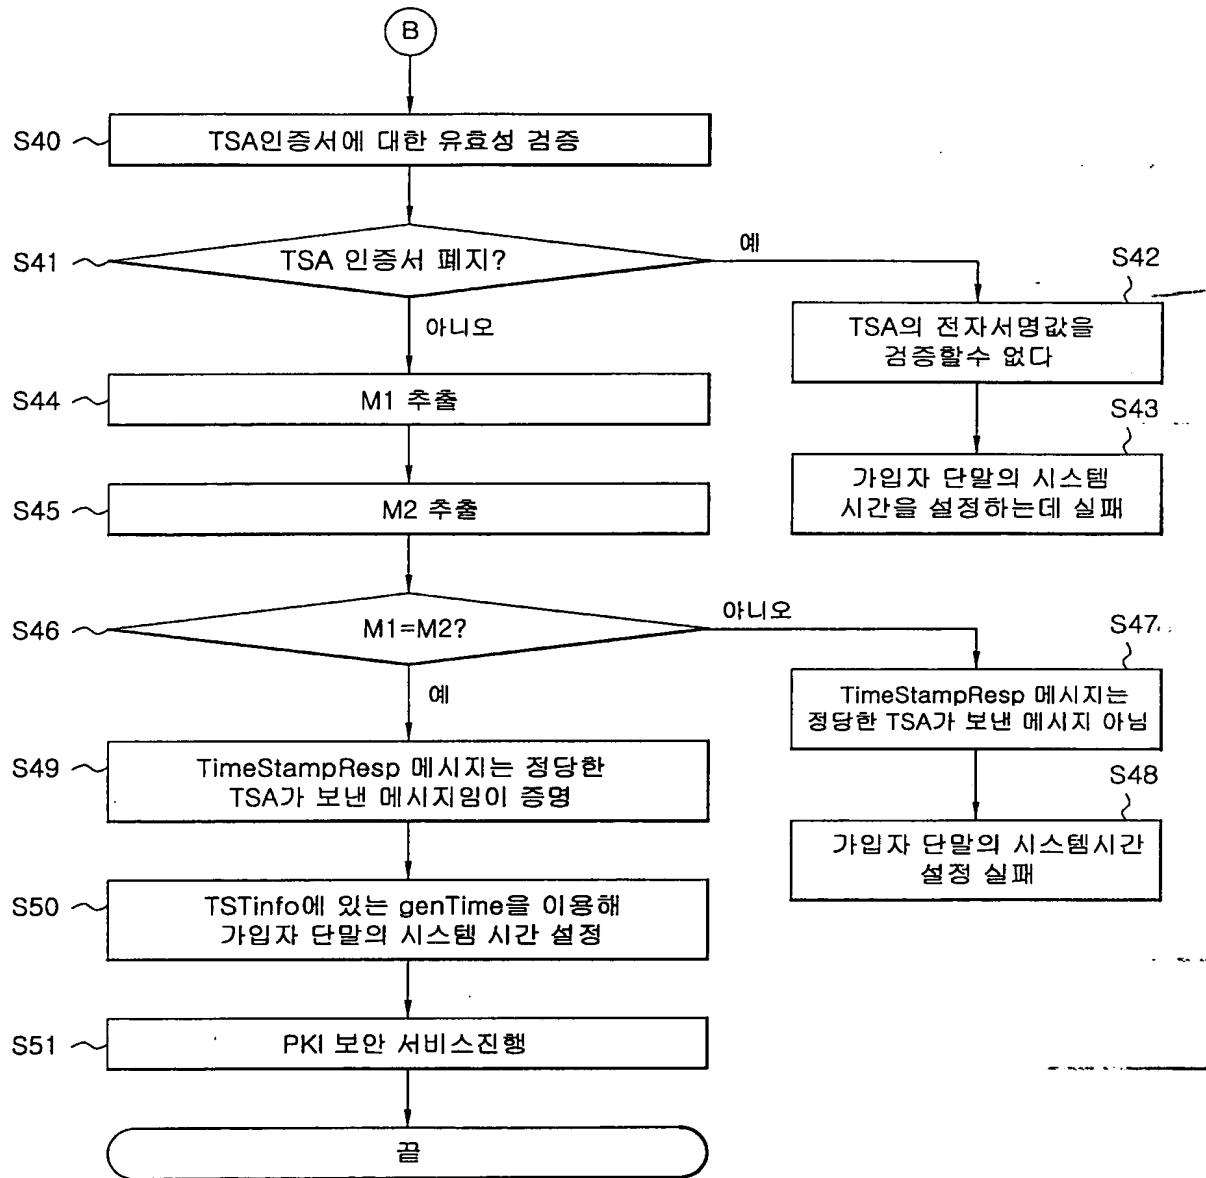 B
S40
TSA인증서에 대한 유효성 검증
S41
TSA 인증서 폐지?
예
아니오
S42
TSA의 전자서명값을
검증할수 없다
S43
가입자 단말의 시스템
시간을 설정하는데 실패
S44
M1 추출
S45
M2 추출
S46
M1=M2?
아니오
예
S47
TimeStampResp 메시지는
정당한 TSA가 보낸 메시지 아님
S48
가입자 단말의 시스템시간
설정 실패
S49
TimeStampResp 메시지는 정당한
TSA가 보낸 메시지임이 증명
S50
TSTinfo에 있는 genTime을 이용해
가입자 단말의 시스템 시간 설정
S51
PKI 보안 서비스진행
끝